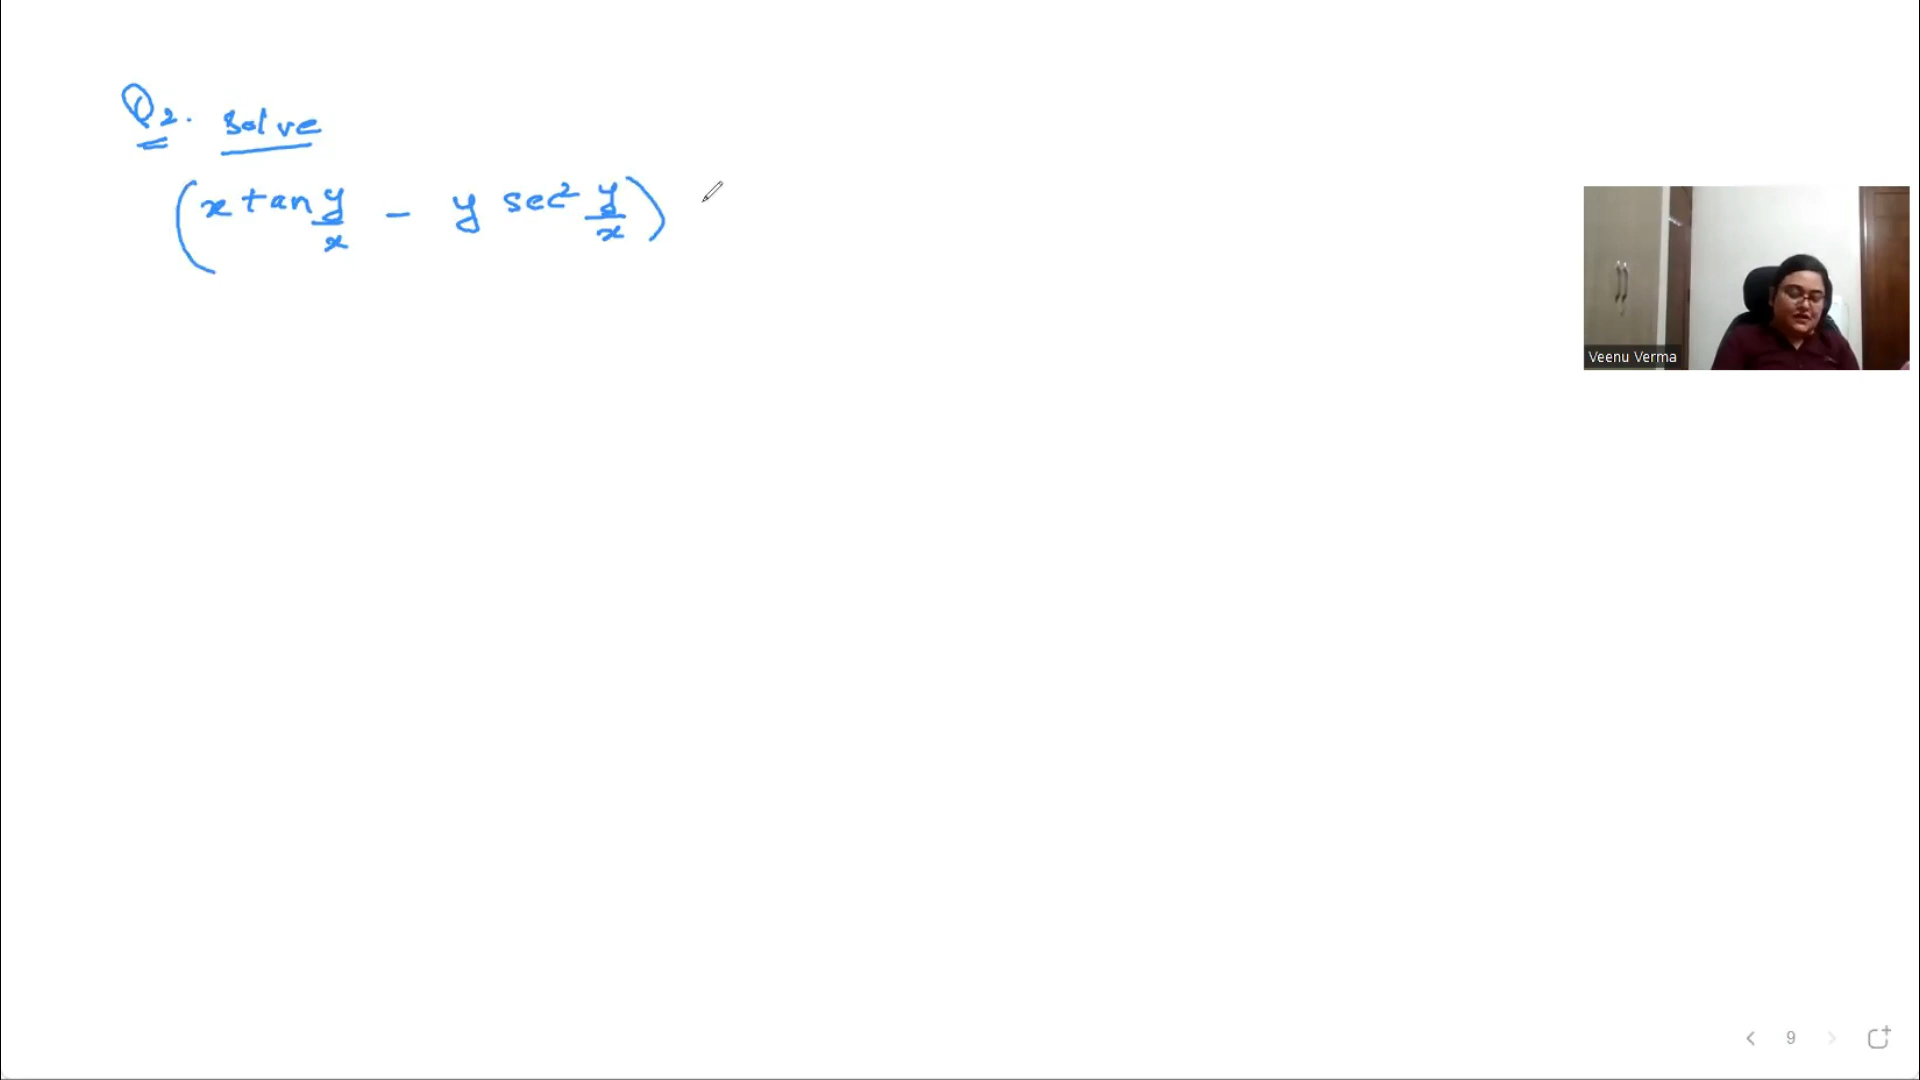 Q2. Solve
(x tan y/x - y sec² y/x)
Veenu Verma
9